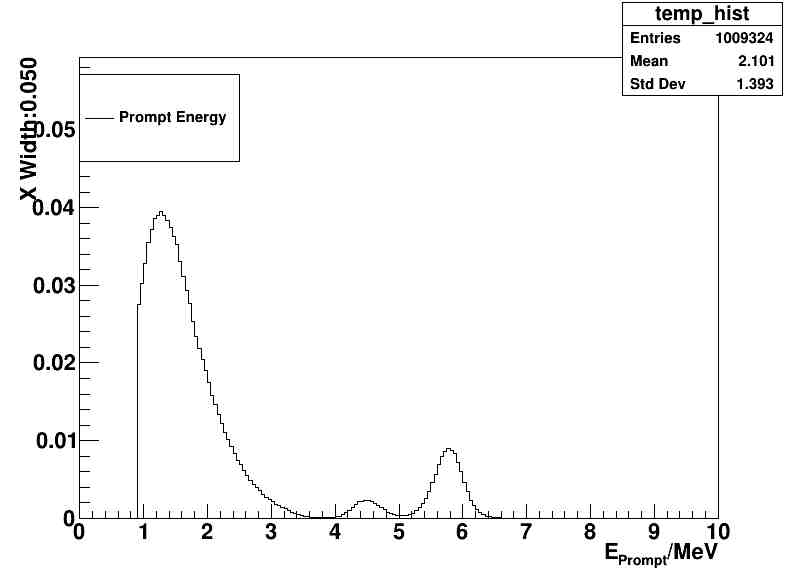 temp_hist
Entries 1009324
Mean 2.101
Std Dev 1.393
X Width:0.050
Prompt Energy
0.05
0.04
0.03
0.02
0.01
0
0 1 2 3 4 5 6 7 8 9 10
E_Prompt/MeV